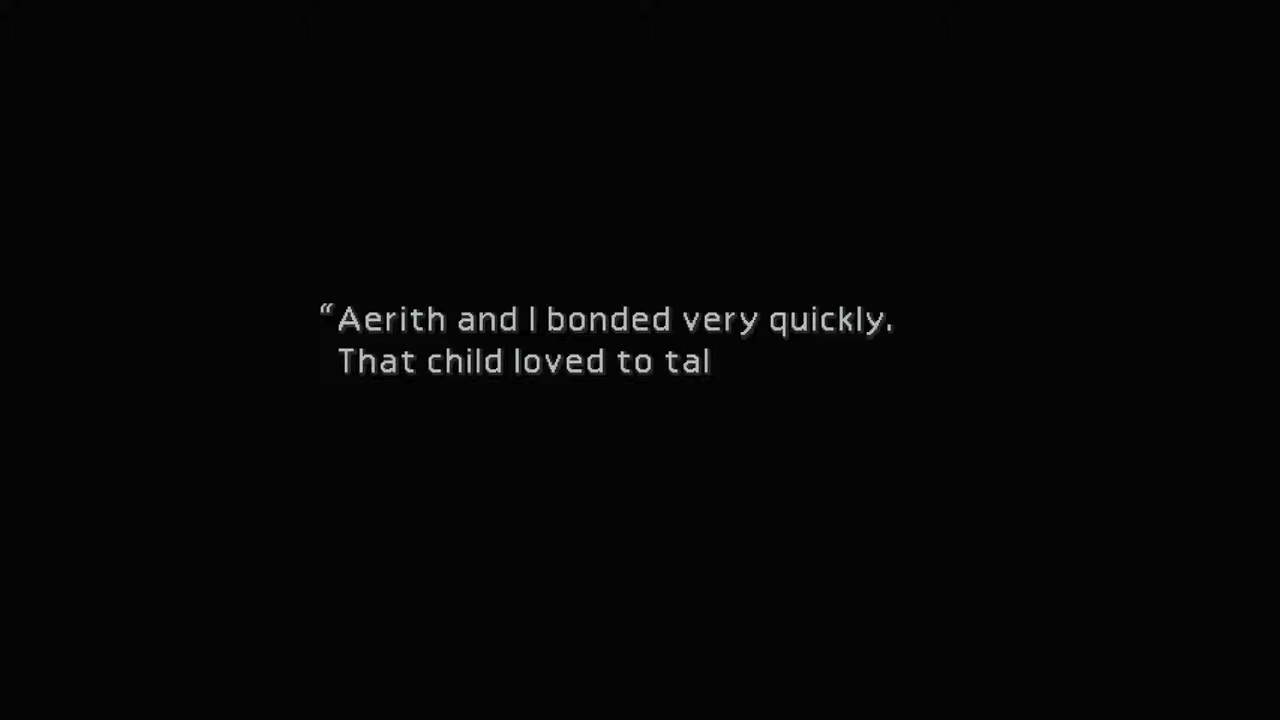 “Aerith and I bonded very quickly.
That child loved to tal